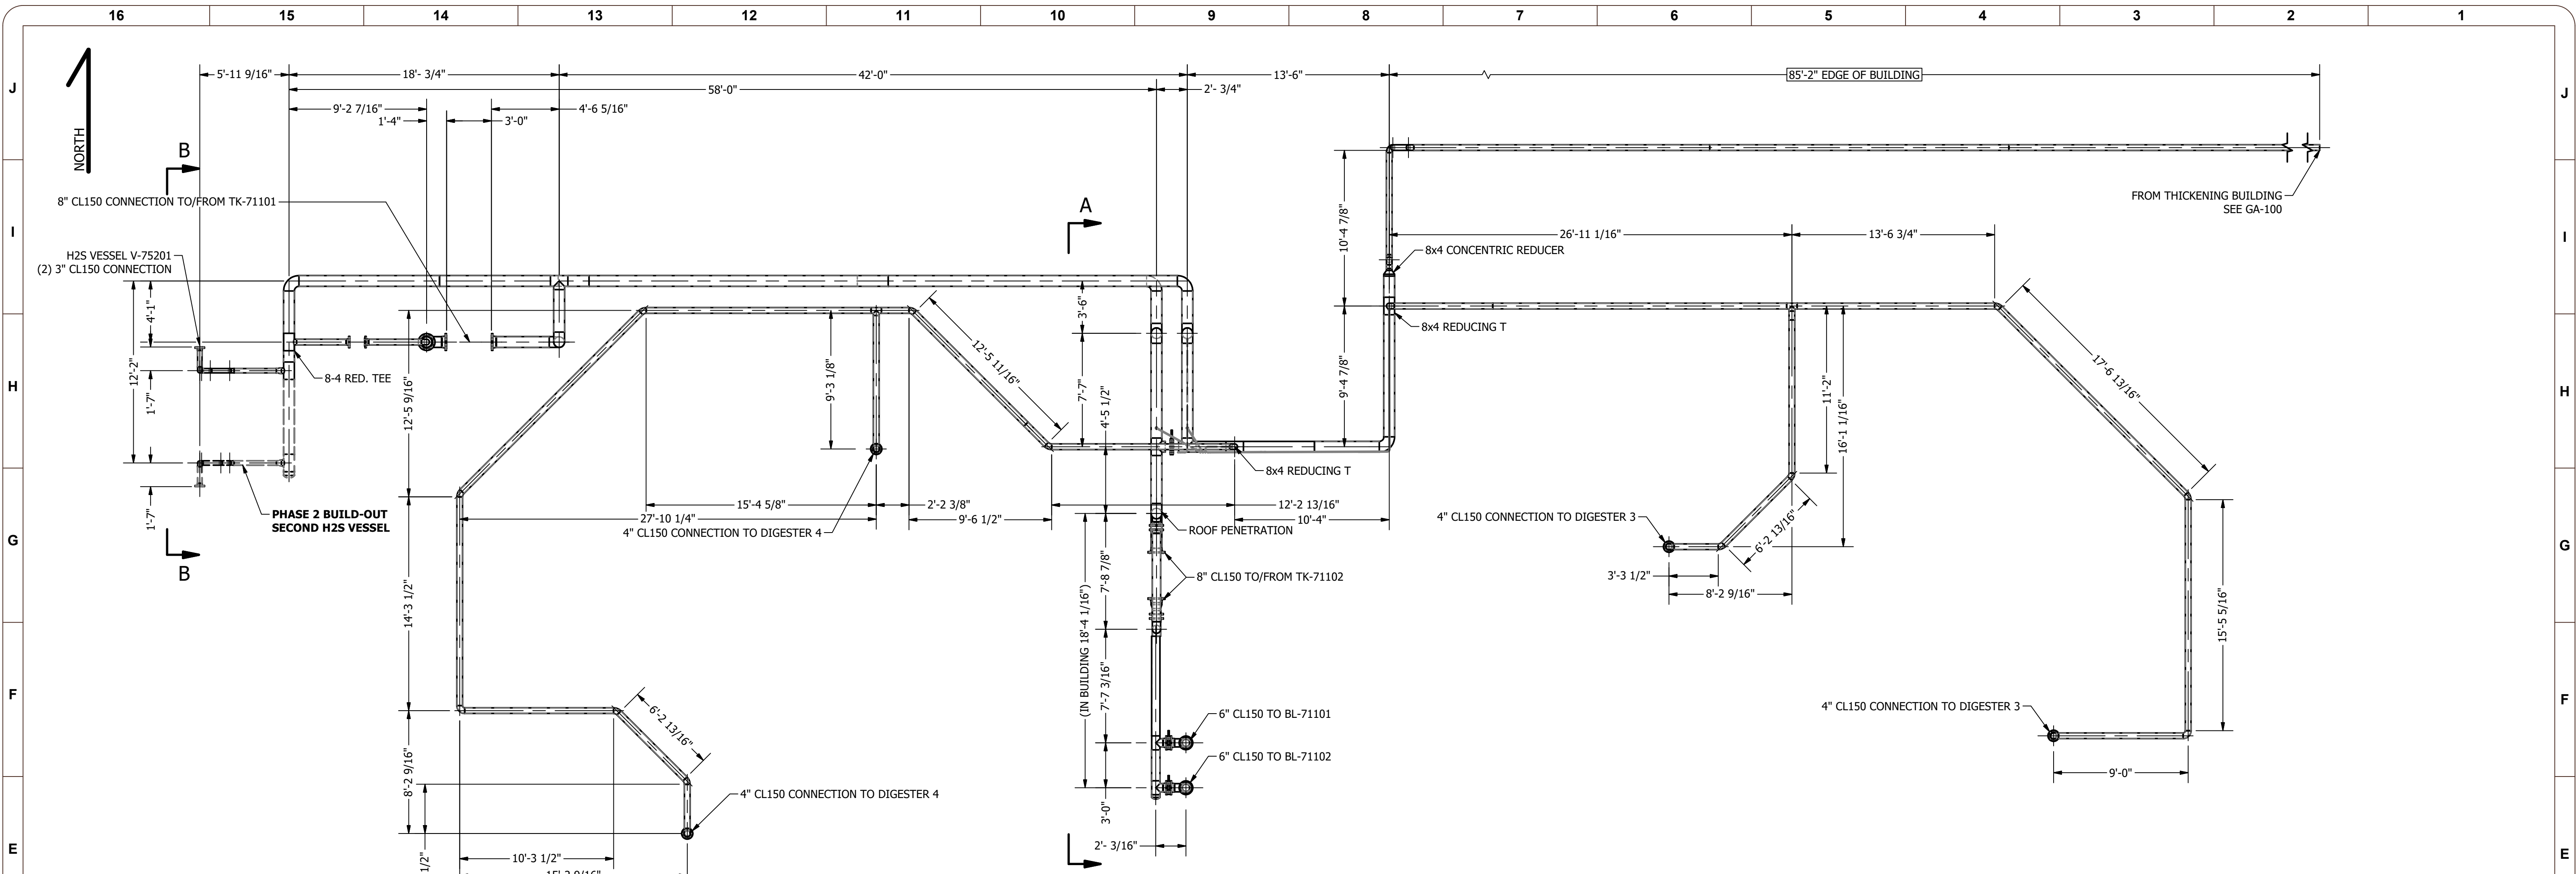 16 15 14 13 12 11 10 9 8 7 6 5 4 3 2 1
J
I
H
G
F
E
J
I
H
G
F
E
NORTH
5'-11 9/16"
18'- 3/4"
42'-0"
13'-6"
85'-2" EDGE OF BUILDING
58'-0"
2'- 3/4"
9'-2 7/16"
4'-6 5/16"
1'-4"
3'-0"
B
8" CL150 CONNECTION TO/FROM TK-71101
H2S VESSEL V-75201
(2) 3" CL150 CONNECTION
4'-1"
12'-2"
1'-7"
1'-7"
8-4 RED. TEE
PHASE 2 BUILD-OUT
SECOND H2S VESSEL
B
A
12'-5 9/16"
9'-3 1/8"
12'-5 11/16"
3'-6"
7'-7"
4'-5 1/2"
15'-4 5/8"
2'-2 3/8"
27'-10 1/4"
9'-6 1/2"
4" CL150 CONNECTION TO DIGESTER 4
12'-2 13/16"
10'-4"
8x4 REDUCING T
ROOF PENETRATION
14'-3 1/2"
(IN BUILDING 18'-4 1/16")
7'-8 7/8"
8" CL150 TO/FROM TK-71102
7'-7 3/16"
6" CL150 TO BL-71101
6" CL150 TO BL-71102
3'-0"
2'- 3/16"
6'-2 13/16"
8'-2 9/16"
4" CL150 CONNECTION TO DIGESTER 4
10'-3 1/2"
1/2"
10'-4 7/8"
8x4 CONCENTRIC REDUCER
8x4 REDUCING T
9'-4 7/8"
FROM THICKENING BUILDING
SEE GA-100
26'-11 1/16"
13'-6 3/4"
17'-6 13/16"
11'-2"
16'-1 1/16"
4" CL150 CONNECTION TO DIGESTER 3
6'-2 13/16"
3'-3 1/2"
8'-2 9/16"
15'-5 5/16"
4" CL150 CONNECTION TO DIGESTER 3
9'-0"